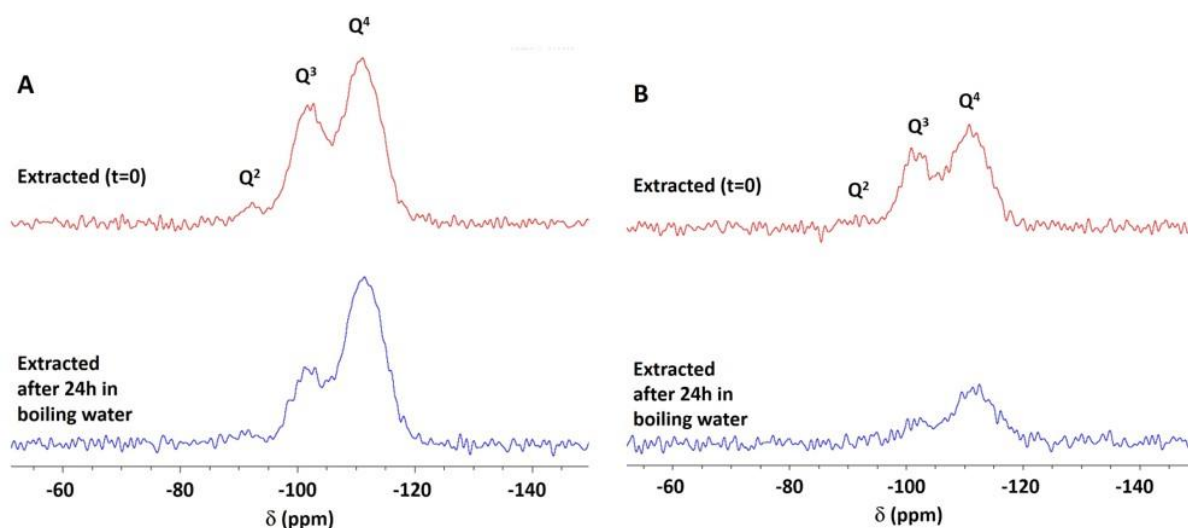 A
Q²
Q³
Q⁴
Extracted (t=0)
Extracted
after 24h in
boiling water
-60
-80
-100
-120
-140
δ (ppm)
B
Q²
Q³
Q⁴
Extracted (t=0)
Extracted
after 24h in
boiling water
-60
-80
-100
-120
-140
δ (ppm)